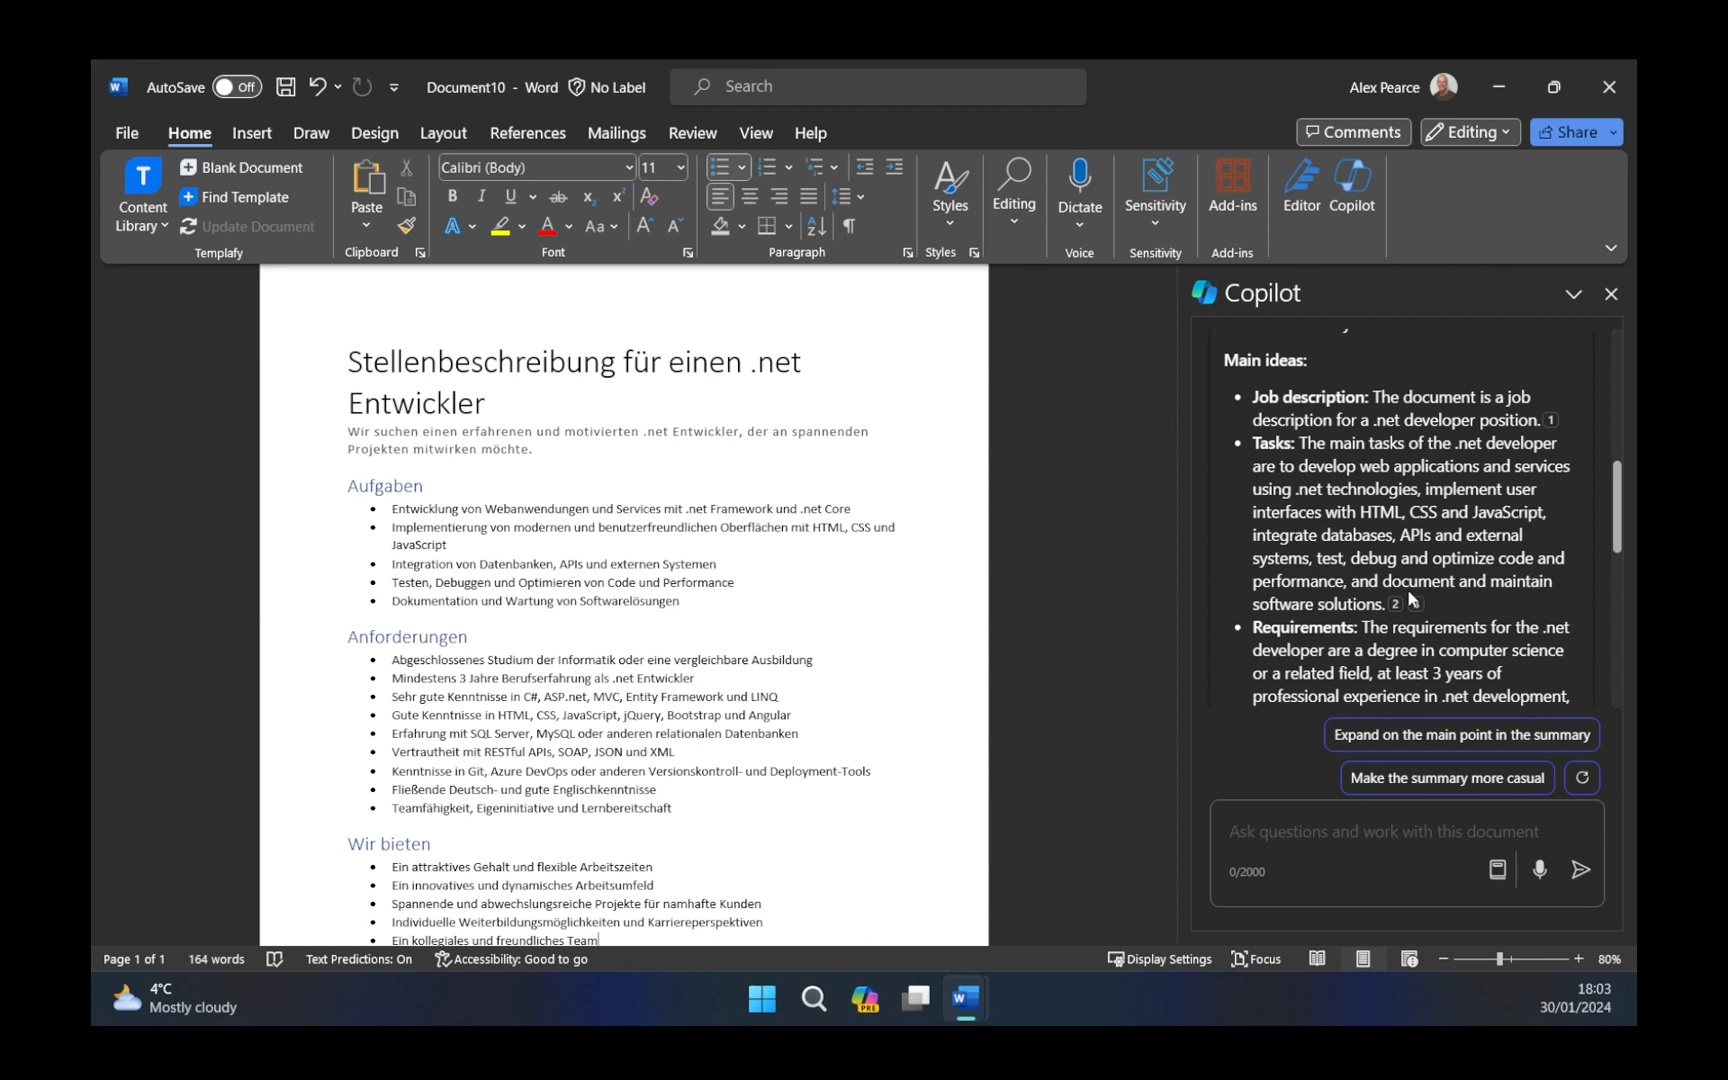 AutoSave Off Document10 - Word No Label Search Alex Pearce
File Home Insert Draw Design Layout References Mailings Review View Help Comments Editing Share
Content Library
Blank Document
Find Template
Update Document
Templafy
Paste
Clipboard
Calibri (Body) 11
Font
Paragraph
Styles
Styles
Editing
Dictate
Voice
Sensitivity
Sensitivity
Add-ins
Add-ins
Editor Copilot
Stellenbeschreibung für einen .net
Entwickler
Wir suchen einen erfahrenen und motivierten .net Entwickler, der an spannenden
Projekten mitwirken möchte.
Aufgaben
• Entwicklung von Webanwendungen und Services mit .net Framework und .net Core
• Implementierung von modernen und benutzerfreundlichen Oberflächen mit HTML, CSS und
JavaScript
• Integration von Datenbanken, APIs und externen Systemen
• Testen, Debuggen und Optimieren von Code und Performance
• Dokumentation und Wartung von Softwarelösungen
Anforderungen
• Abgeschlossenes Studium der Informatik oder eine vergleichbare Ausbildung
• Mindestens 3 Jahre Berufserfahrung als .net Entwickler
• Sehr gute Kenntnisse in C#, ASP.net, MVC, Entity Framework und LINQ
• Gute Kenntnisse in HTML, CSS, JavaScript, jQuery, Bootstrap und Angular
• Erfahrung mit SQL Server, MySQL oder anderen relationalen Datenbanken
• Vertrautheit mit RESTful APIs, SOAP, JSON und XML
• Kenntnisse in Git, Azure DevOps oder anderen Versionskontroll- und Deployment-Tools
• Fließende Deutsch- und gute Englischkenntnisse
• Teamfähigkeit, Eigeninitiative und Lernbereitschaft
Wir bieten
• Ein attraktives Gehalt und flexible Arbeitszeiten
• Ein innovatives und dynamisches Arbeitsumfeld
• Spannende und abwechslungsreiche Projekte für namhafte Kunden
• Individuelle Weiterbildungsmöglichkeiten und Karriereperspektiven
• Ein kollegiales und freundliches Team
Copilot
Main ideas:
• Job description: The document is a job
description for a .net developer position. 1
• Tasks: The main tasks of the .net developer
are to develop web applications and services
using .net technologies, implement user
interfaces with HTML, CSS and JavaScript,
integrate databases, APIs and external
systems, test, debug and optimize code and
performance, and document and maintain
software solutions. 2
• Requirements: The requirements for the .net
developer are a degree in computer science
or a related field, at least 3 years of
professional experience in .net development,
Expand on the main point in the summary
Make the summary more casual
Ask questions and work with this document
0/2000
Page 1 of 1 164 words Text Predictions: On Accessibility: Good to go Display Settings Focus 80%
4°C
Mostly cloudy
PRE
18:03
30/01/2024